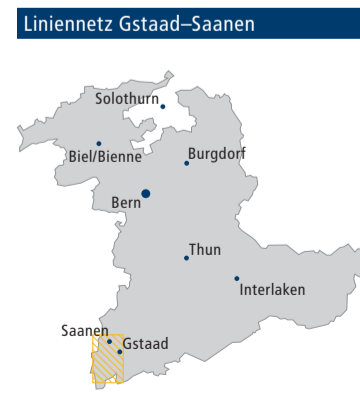 Liniennetz Gstaad–Saanen
Solothurn
Biel/Bienne
Burgdorf
Bern
Thun
Interlaken
Saanen
Gstaad